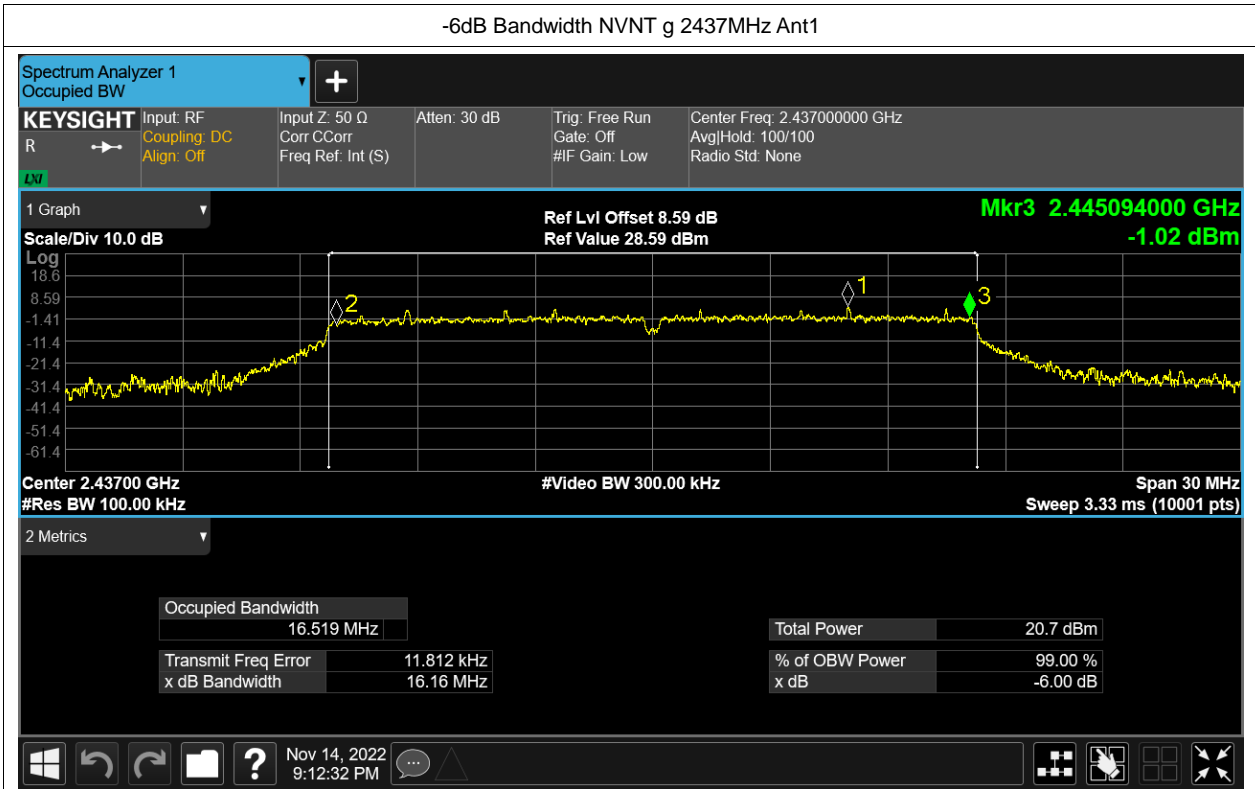 -6dB Bandwidth NVNT g 2437MHz Ant1
Spectrum Analyzer 1
Occupied BW
KEYSIGHT
R
LXI
Input: RF
Coupling: DC
Align: Off
Input Z: 50 Ω
Corr CCorr
Freq Ref: Int (S)
Atten: 30 dB
Trig: Free Run
Gate: Off
#IF Gain: Low
Center Freq: 2.437000000 GHz
Avg|Hold: 100/100
Radio Std: None
1 Graph
Scale/Div 10.0 dB
Ref Lvl Offset 8.59 dB
Ref Value 28.59 dBm
Mkr3 2.445094000 GHz
-1.02 dBm
Log
18.6
8.59
-1.41
-11.4
-21.4
-31.4
-41.4
-51.4
-61.4
2
1
3
Center 2.43700 GHz
#Res BW 100.00 kHz
#Video BW 300.00 kHz
Span 30 MHz
Sweep 3.33 ms (10001 pts)
2 Metrics
Occupied Bandwidth
16.519 MHz
Transmit Freq Error 11.812 kHz
x dB Bandwidth 16.16 MHz
Total Power 20.7 dBm
% of OBW Power 99.00 %
x dB -6.00 dB
?
Nov 14, 2022
9:12:32 PM